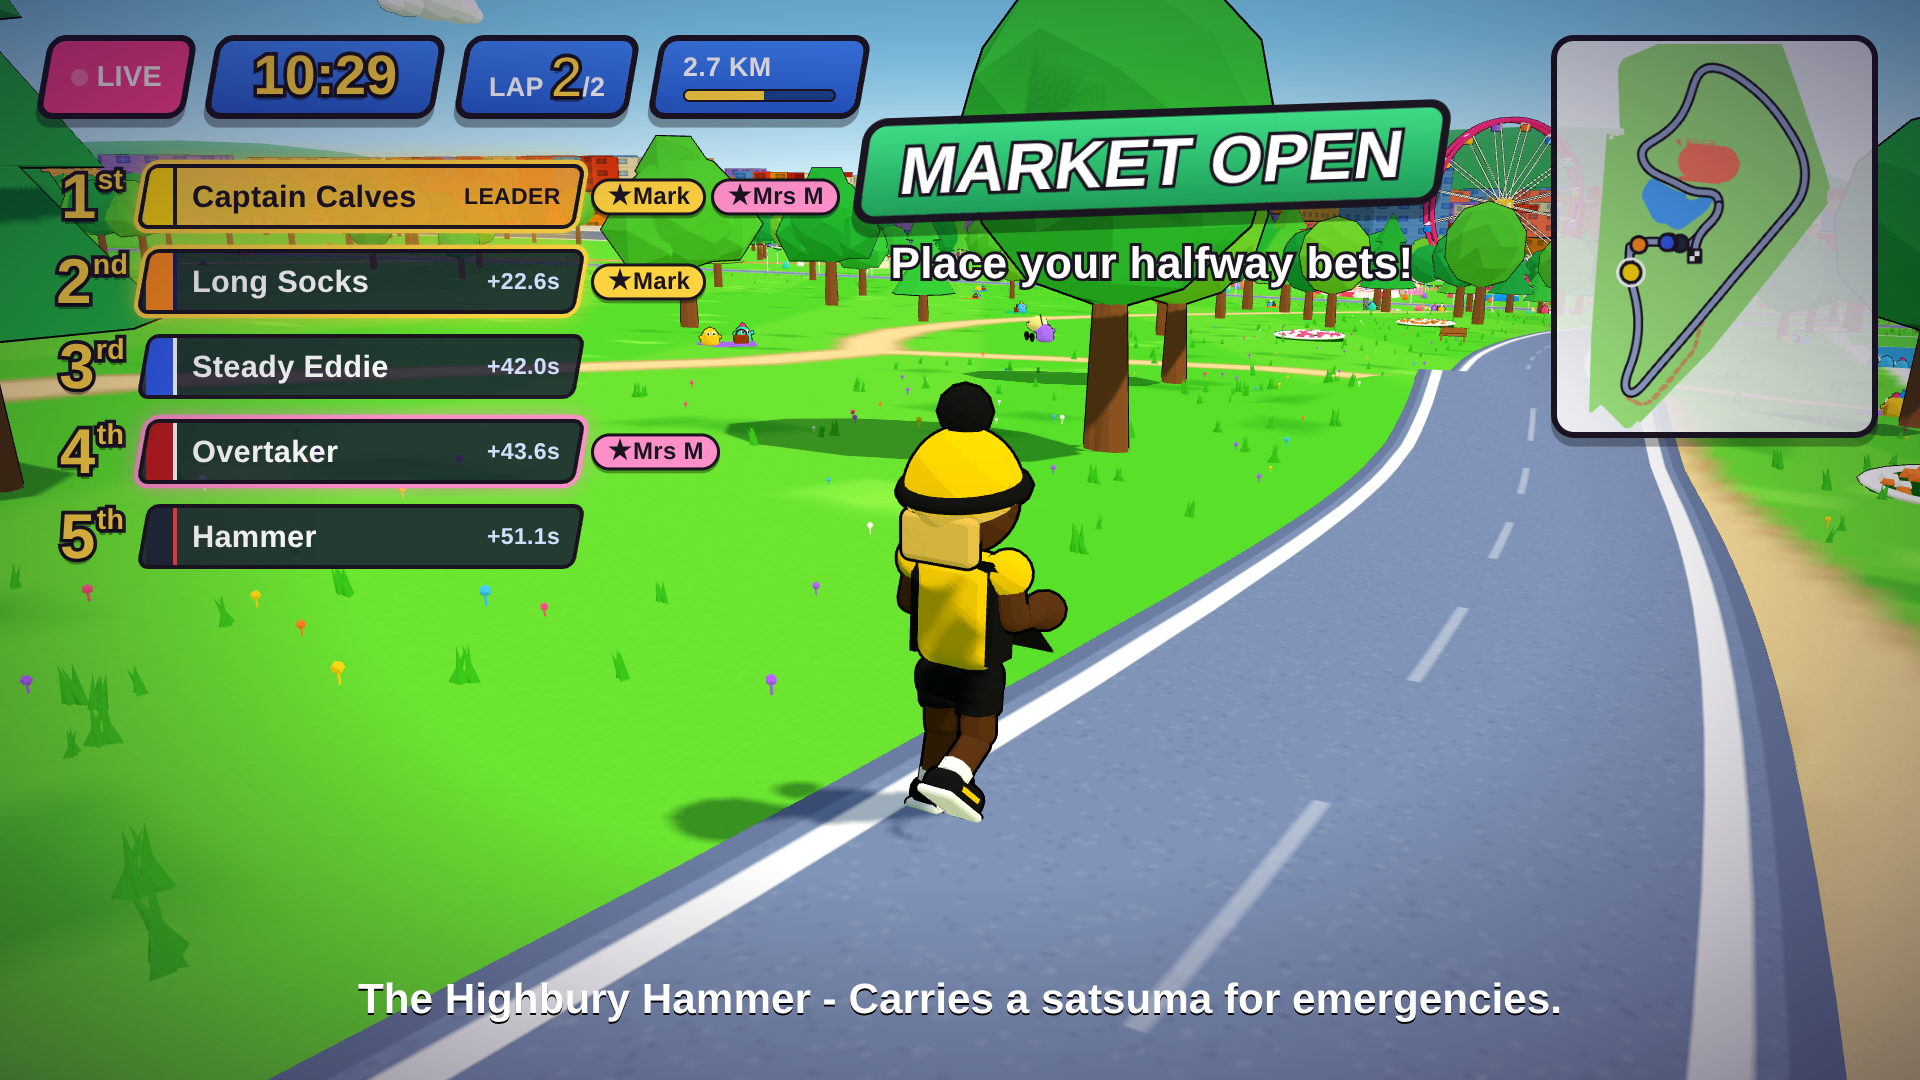 LIVE
10:29
LAP 2/2
2.7 KM
MARKET OPEN
Place your halfway bets!
1st Captain Calves LEADER ★Mark ★Mrs M
2nd Long Socks +22.6s ★Mark
3rd Steady Eddie +42.0s
4th Overtaker +43.6s ★Mrs M
5th Hammer +51.1s
The Highbury Hammer - Carries a satsuma for emergencies.